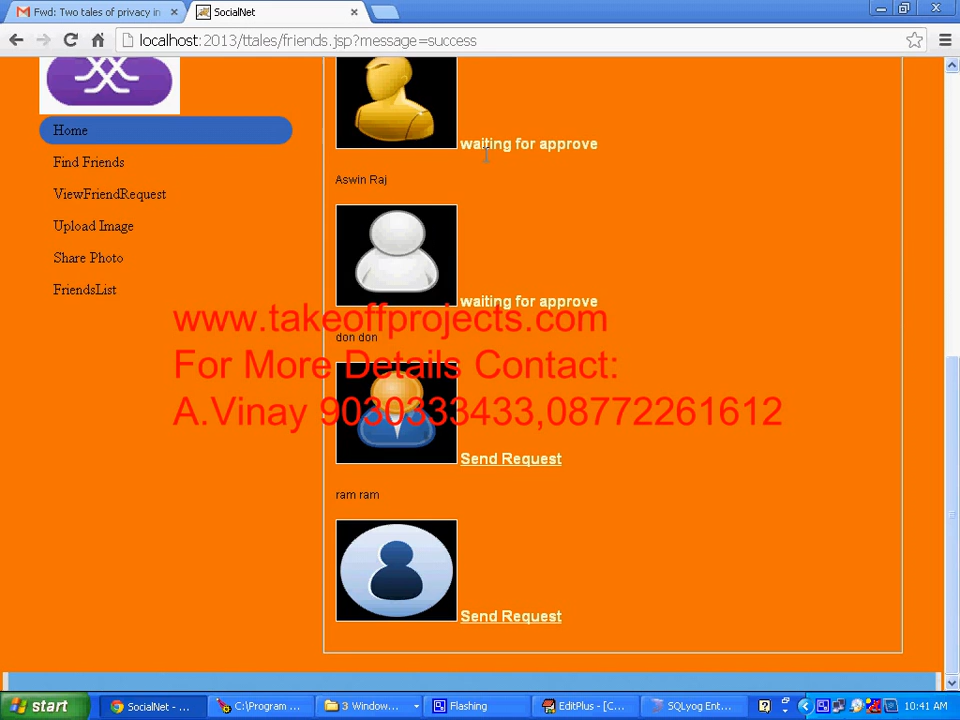 Fwd: Two tales of privacy in
SocialNet
localhost:2013/ttales/friends.jsp?message=success
Home
Find Friends
ViewFriendRequest
Upload Image
Share Photo
FriendsList
waiting for approve
Aswin Raj
waiting for approve
www.takeoffprojects.com
don don
For More Details Contact:
A.Vinay 9030333433,08772261612
Send Request
ram ram
Send Request
start
SocialNet - ...
C:\Program ...
3 Window...
Flashing
EditPlus - [C...
SQLyog Ent...
10:41 AM